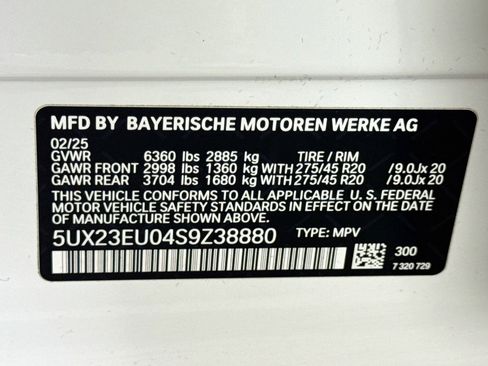 MFD BY BAYERISCHE MOTOREN WERKE AG
02/25
GVWR 6360 lbs 2885 kg TIRE / RIM
GAWR FRONT 2998 lbs 1360 kg WITH 275/45 R20 /9.0Jx 20
GAWR REAR 3704 lbs 1680 kg WITH 275/45 R20 /9.0Jx 20
THIS VEHICLE CONFORMS TO ALL APPLICABLE U. S. FEDERAL
MOTOR VEHICLE SAFETY STANDARDS IN EFFECT ON THE
DATE OF MANUFACTURE SHOWN ABOVE.
5UX23EU04S9Z38880 TYPE: MPV
300
7 320 729